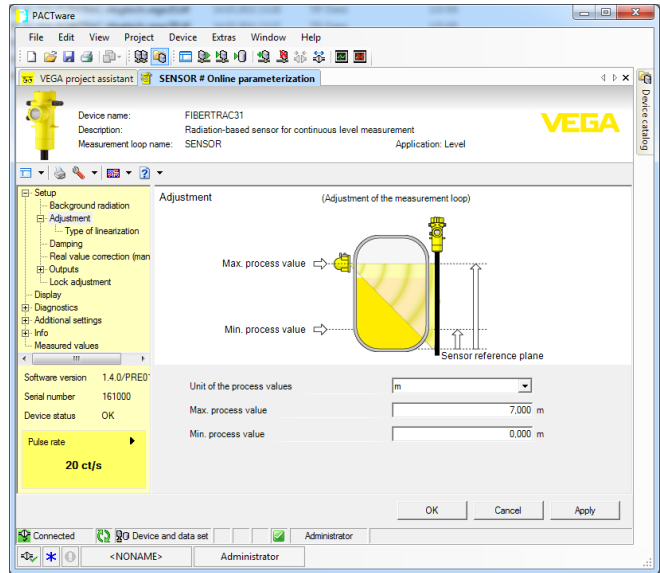 PACTware
File Edit View Project Device Extras Window Help
VEGA project assistant SENSOR # Online parameterization
Device name: FIBERTRAC31
Description: Radiation-based sensor for continuous level measurement
Measurement loop name: SENSOR Application: Level
VEGA
Device catalog
Setup
Background radiation
Adjustment
Type of linearization
Damping
Real value correction (man
Outputs
Lock adjustment
Display
Diagnostics
Additional settings
Info
Measured values
Software version 1.4.0/PRE0
Serial number 161000
Device status OK
Pulse rate
20 ct/s
Adjustment (Adjustment of the measurement loop)
Max. process value
Min. process value
Sensor reference plane
Unit of the process values m
Max. process value 7,000 m
Min. process value 0,000 m
OK Cancel Apply
Connected Device and data set Administrator
<NONAME> Administrator